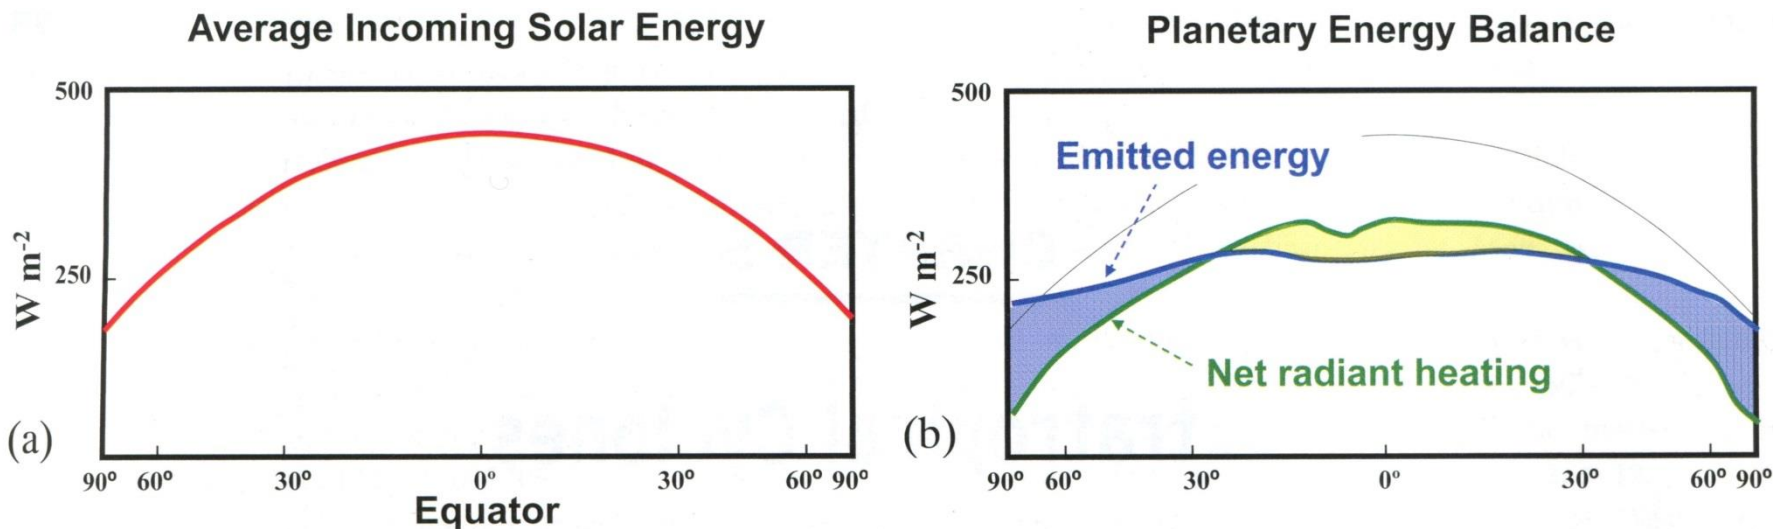 Average Incoming Solar Energy
500
250
W m⁻²
(a)
90º 60º 30º 0º 30º 60º 90º
Equator
Planetary Energy Balance
500
Emitted energy
250
W m⁻²
Net radiant heating
(b)
90º 60º 30º 0º 30º 60º 90º